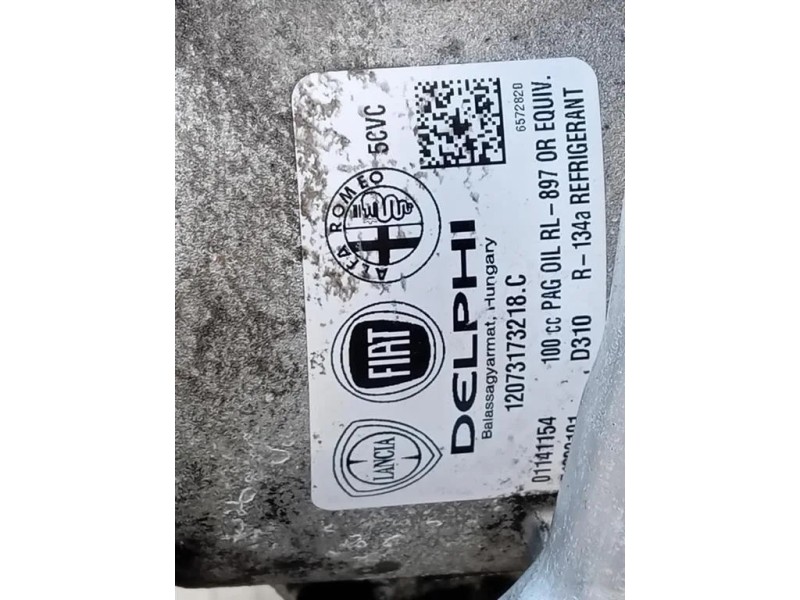 LANCIA
FIAT
ALFA ROMEO
5CVC
DELPHI
Balassagyarmat, Hungary
6572820
12073173218.C
01141154
100 cc PAG OIL RL-897 OR EQUIV.
D310
R-134a REFRIGERANT